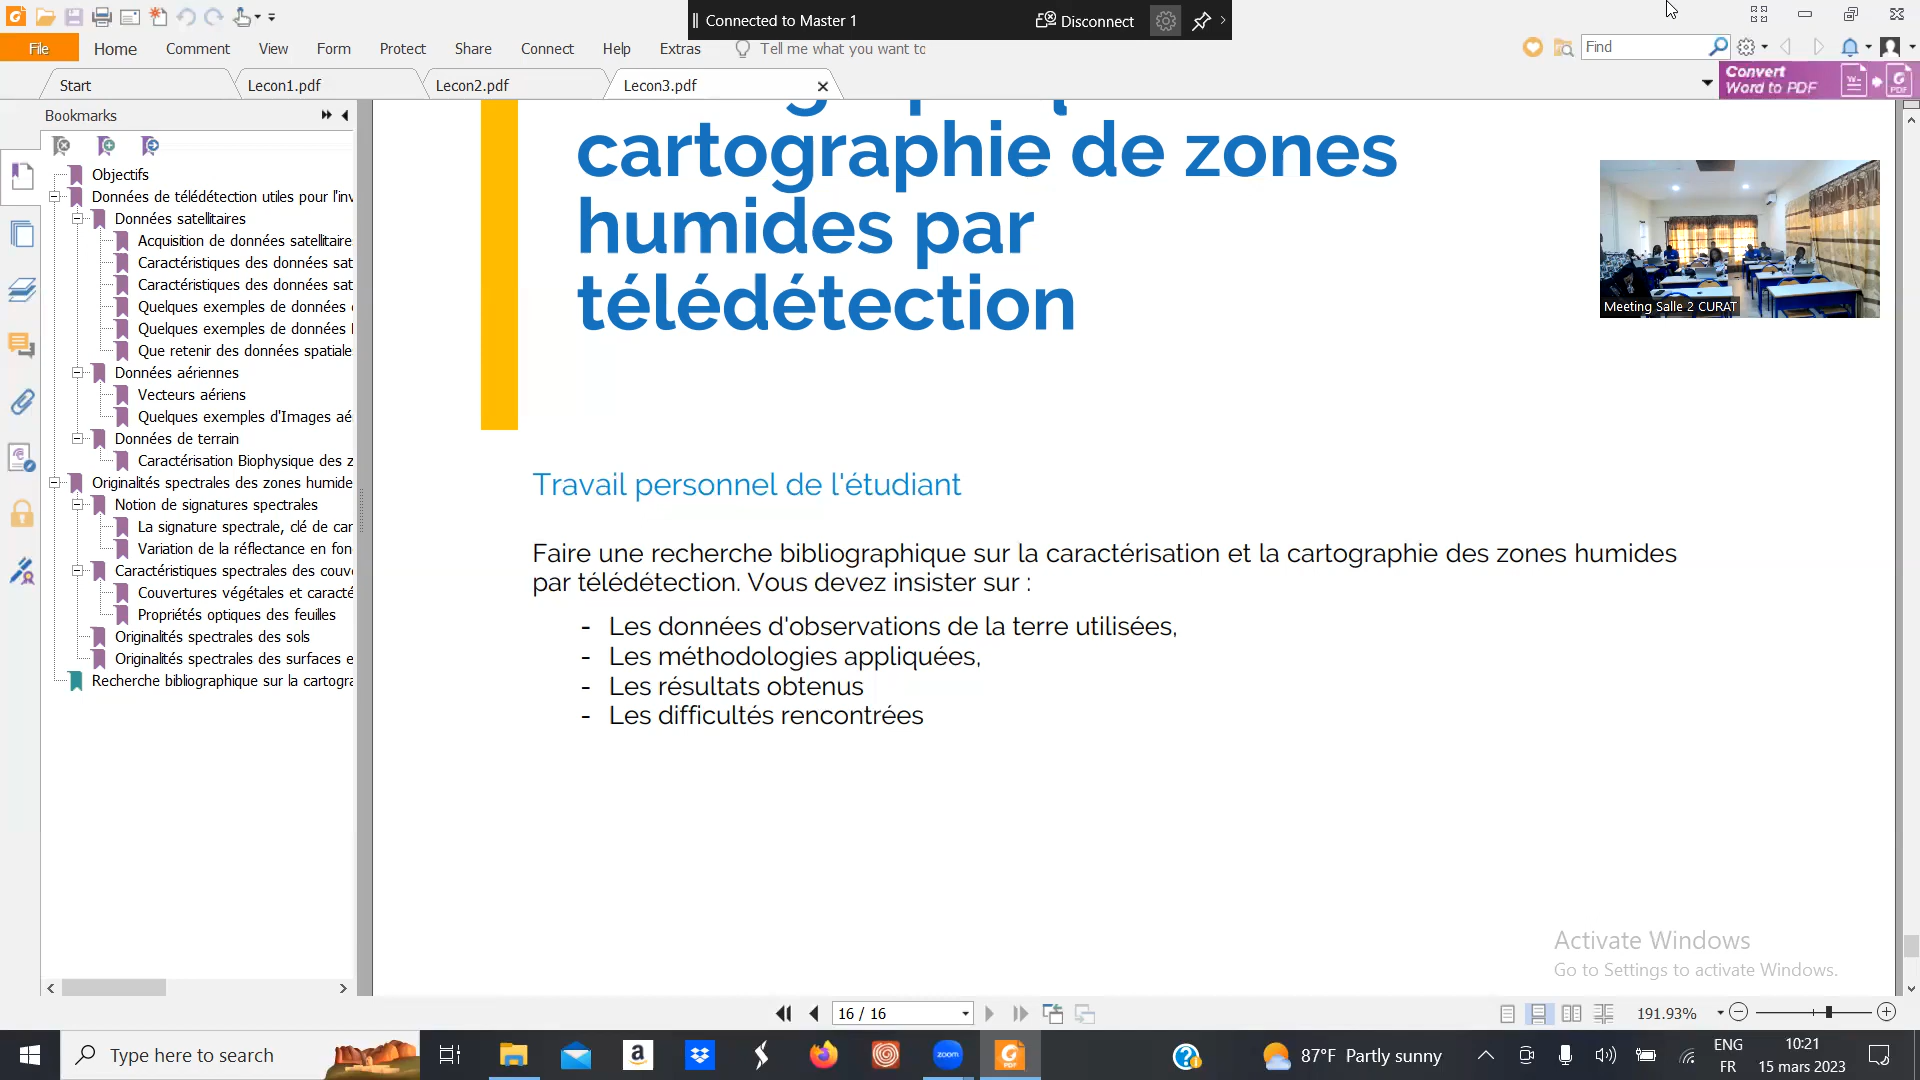 Connected to Master 1
Disconnect
File
Home
Comment
View
Form
Protect
Share
Connect
Help
Extras
Tell me what you want to
Find
Start
Lecon1.pdf
Lecon2.pdf
Lecon3.pdf
Convert
Word to PDF
Bookmarks
Objectifs
Données de télédétection utiles pour l'inv
Données satellitaires
Acquisition de données satellitaire
Caractéristiques des données sat
Caractéristiques des données sat
Quelques exemples de données
Quelques exemples de données
Que retenir des données spatiale
Données aériennes
Vecteurs aériens
Quelques exemples d'Images aé
Données de terrain
Caractérisation Biophysique des z
Originalités spectrales des zones humide
Notion de signatures spectrales
La signature spectrale, clé de car
Variation de la réflectance en fon
Caractéristiques spectrales des couv
Couvertures végétales et caracté
Propriétés optiques des feuilles
Originalités spectrales des sols
Originalités spectrales des surfaces e
Recherche bibliographique sur la cartogra
cartographie de zones
humides par
télédétection
Meeting Salle 2 CURAT
Travail personnel de l'étudiant
Faire une recherche bibliographique sur la caractérisation et la cartographie des zones humides
par télédétection. Vous devez insister sur :
- Les données d'observations de la terre utilisées,
- Les méthodologies appliquées,
- Les résultats obtenus
- Les difficultés rencontrées
Activate Windows
Go to Settings to activate Windows.
16 / 16
191.93%
Type here to search
zoom
87°F Partly sunny
ENG
FR
10:21
15 mars 2023